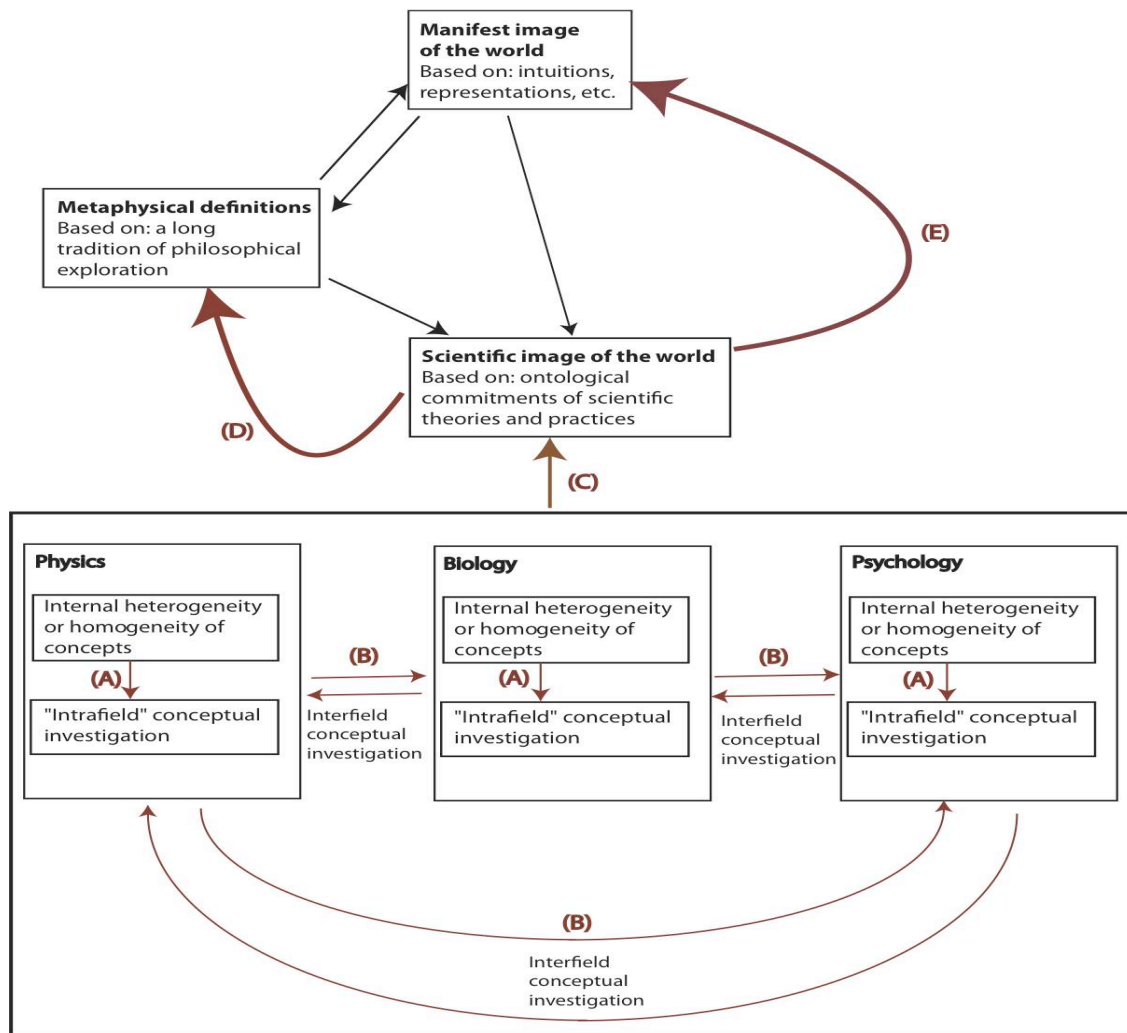 Manifest image
of the world
Based on: intuitions,
representations, etc.
Metaphysical definitions
Based on: a long
tradition of philosophical
exploration
(E)
Scientific image of the world
Based on: ontological
commitments of scientific
theories and practices
(D)
(C)
Physics
Internal heterogeneity
or homogeneity of
concepts
(A)
"Intrafield" conceptual
investigation
(B)
Interfield
conceptual
investigation
Biology
Internal heterogeneity
or homogeneity of
concepts
(A)
"Intrafield" conceptual
investigation
(B)
Interfield
conceptual
investigation
Psychology
Internal heterogeneity
or homogeneity of
concepts
(A)
"Intrafield" conceptual
investigation
(B)
Interfield
conceptual
investigation